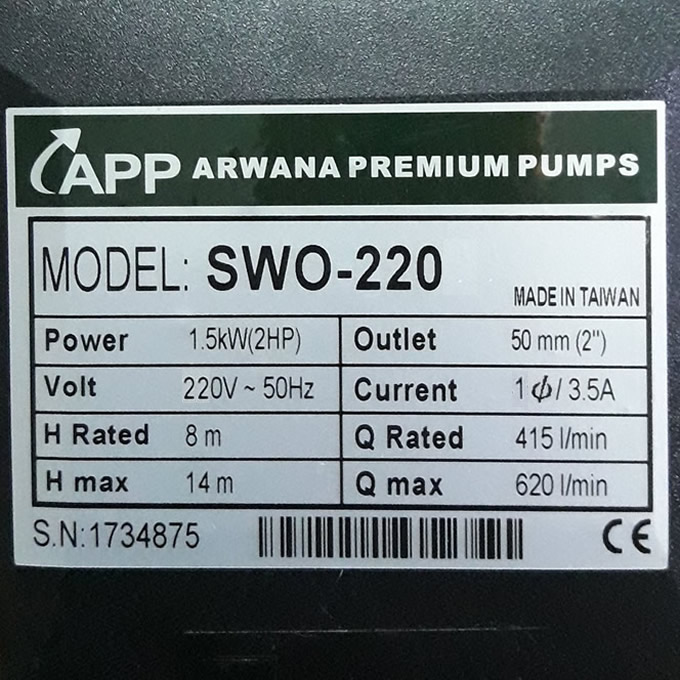 APP ARWANA PREMIUM PUMPS
MODEL: SWO-220
MADE IN TAIWAN
Power 1.5kW(2HP) Outlet 50 mm (2")
Volt 220V ~ 50Hz Current 1ϕ/ 3.5A
H Rated 8 m Q Rated 415 l/min
H max 14 m Q max 620 l/min
S.N:1734875 CE